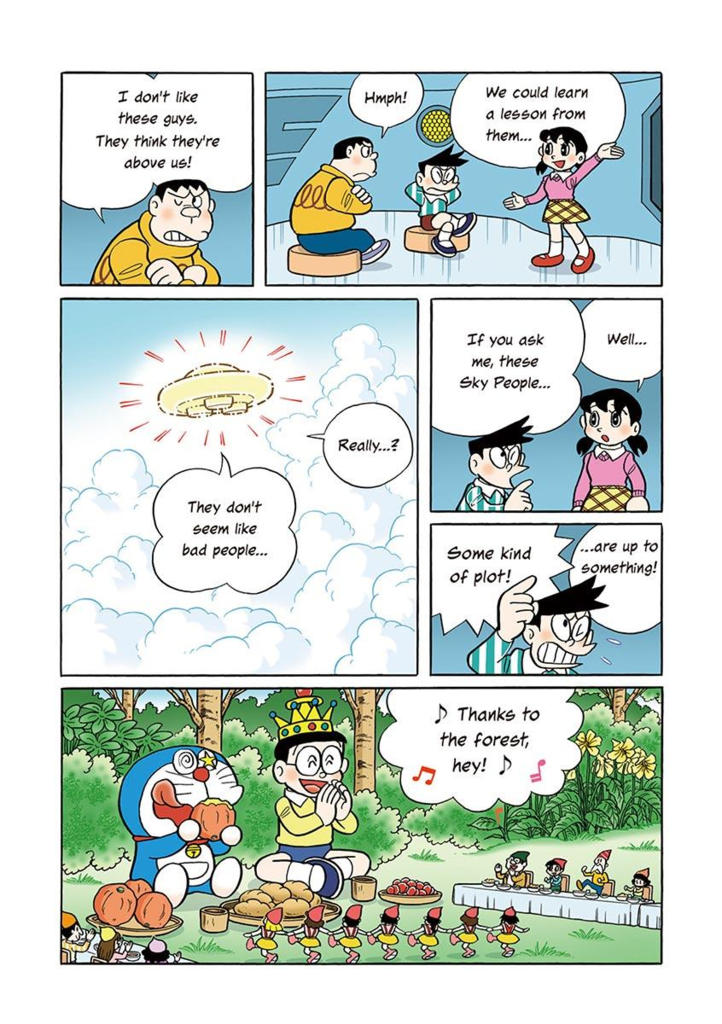 I don't like
these guys.
They think they're
above us!
Hmph!
We could learn
a lesson from
them...
Really...?
They don't
seem like
bad people...
If you ask
me, these
Sky People...
Well...
Some kind
of plot!
...are up to
something!
♪ Thanks to
the forest,
hey! ♪